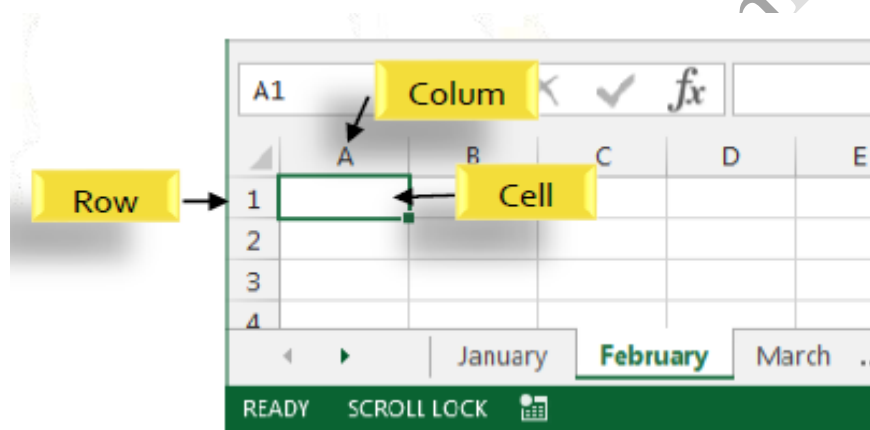 A1 Colum fx
A B C D E
Row 1 Cell
2
3
4
January February March ..
READY SCROLL LOCK